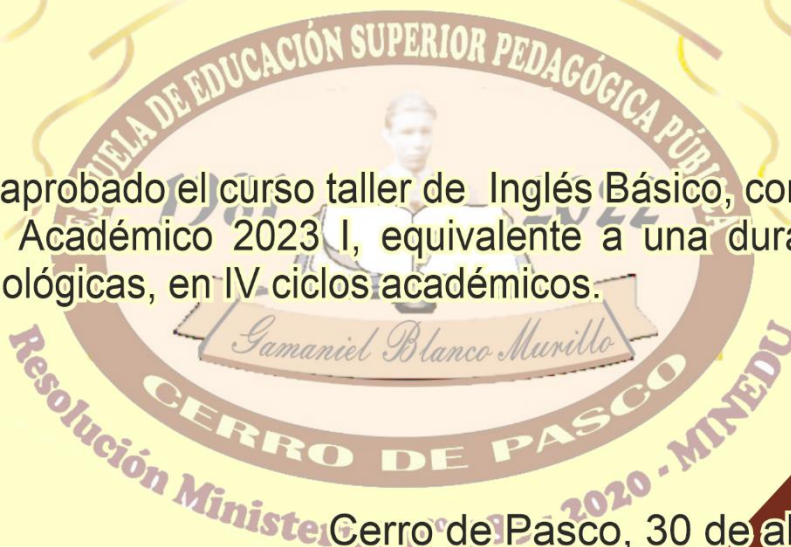 ESCUELA DE EDUCACIÓN SUPERIOR PEDAGÓGICA PÚBLICA
aprobado el curso taller de Inglés Básico, con
Académico 2023 I, equivalente a una dura
ológicas, en IV ciclos académicos.
Gamaniel Blanco Murillo
CERRO DE PASCO
Resolución Ministe 2020 - MINEDU
Cerro de Pasco, 30 de ab